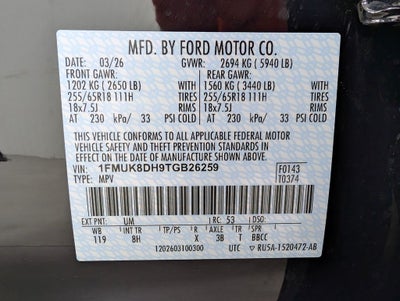 MFD. BY FORD MOTOR CO.
DATE: 03/26 GVWR: 2694 KG ( 5940 LB)
FRONT GAWR: REAR GAWR:
1202 KG ( 2650 LB) 1560 KG ( 3440 LB)
255/65R18 111H TIRES 255/65R18 111H TIRES
18x7.5J RIMS 18x7.5J RIMS
AT 230 kPa/ 33 PSI COLD AT 230 kPa/ 33 PSI COLD
THIS VEHICLE CONFORMS TO ALL APPLICABLE FEDERAL MOTOR
VEHICLE SAFETY AND THEFT PREVENTION STANDARDS IN
EFFECT ON THE DATE OF MANUFACTURE SHOWN ABOVE.
VIN: 1FMUK8DH9TGB26259 F0143
TYPE: MPV T0374
EXT PNT: UM RC: 53 DSO:
WB INT TR TP/PS R AXLE TR SPR
119 8H X 3B T BBCC
1202603100300 UTC RU5A-1520472-AB